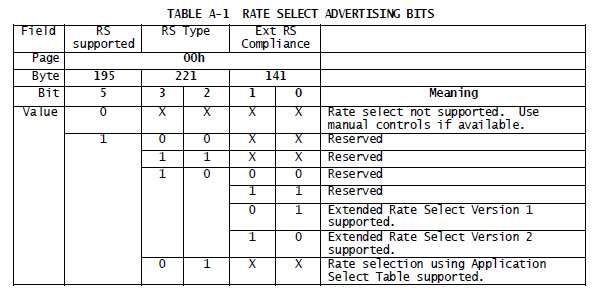 TABLE A-1 RATE SELECT ADVERTISING BITS
Field RS supported RS Type Ext RS Compliance
Page 00h
Byte 195 221 141
Bit 5 3 2 1 0 Meaning
Value 0 X X X X Rate select not supported. Use
manual controls if available.
1 0 0 X X Reserved
1 1 X X Reserved
1 0 0 0 Reserved
1 1 Reserved
0 1 Extended Rate Select Version 1
supported.
1 0 Extended Rate Select Version 2
supported.
0 1 X X Rate selection using Application
Select Table supported.